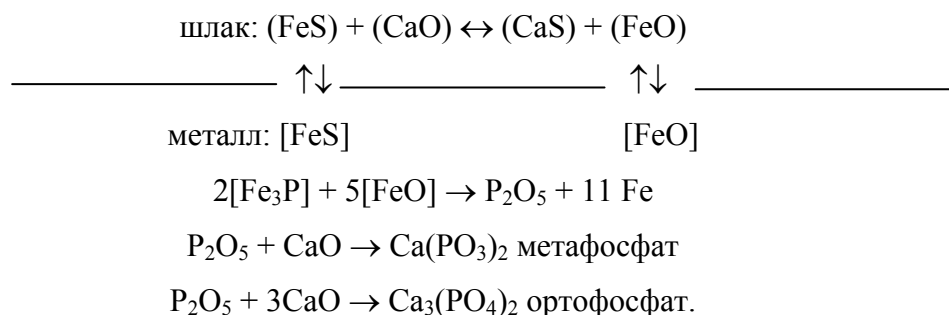 шлак: (FeS) + (CaO) ↔ (CaS) + (FeO)
↑↓ ↑↓
металл: [FeS] [FeO]
2[Fe₃P] + 5[FeO] → P₂O₅ + 11 Fe
P₂O₅ + CaO → Ca(PO₃)₂ метафосфат
P₂O₅ + 3CaO → Ca₃(PO₄)₂ ортофосфат.